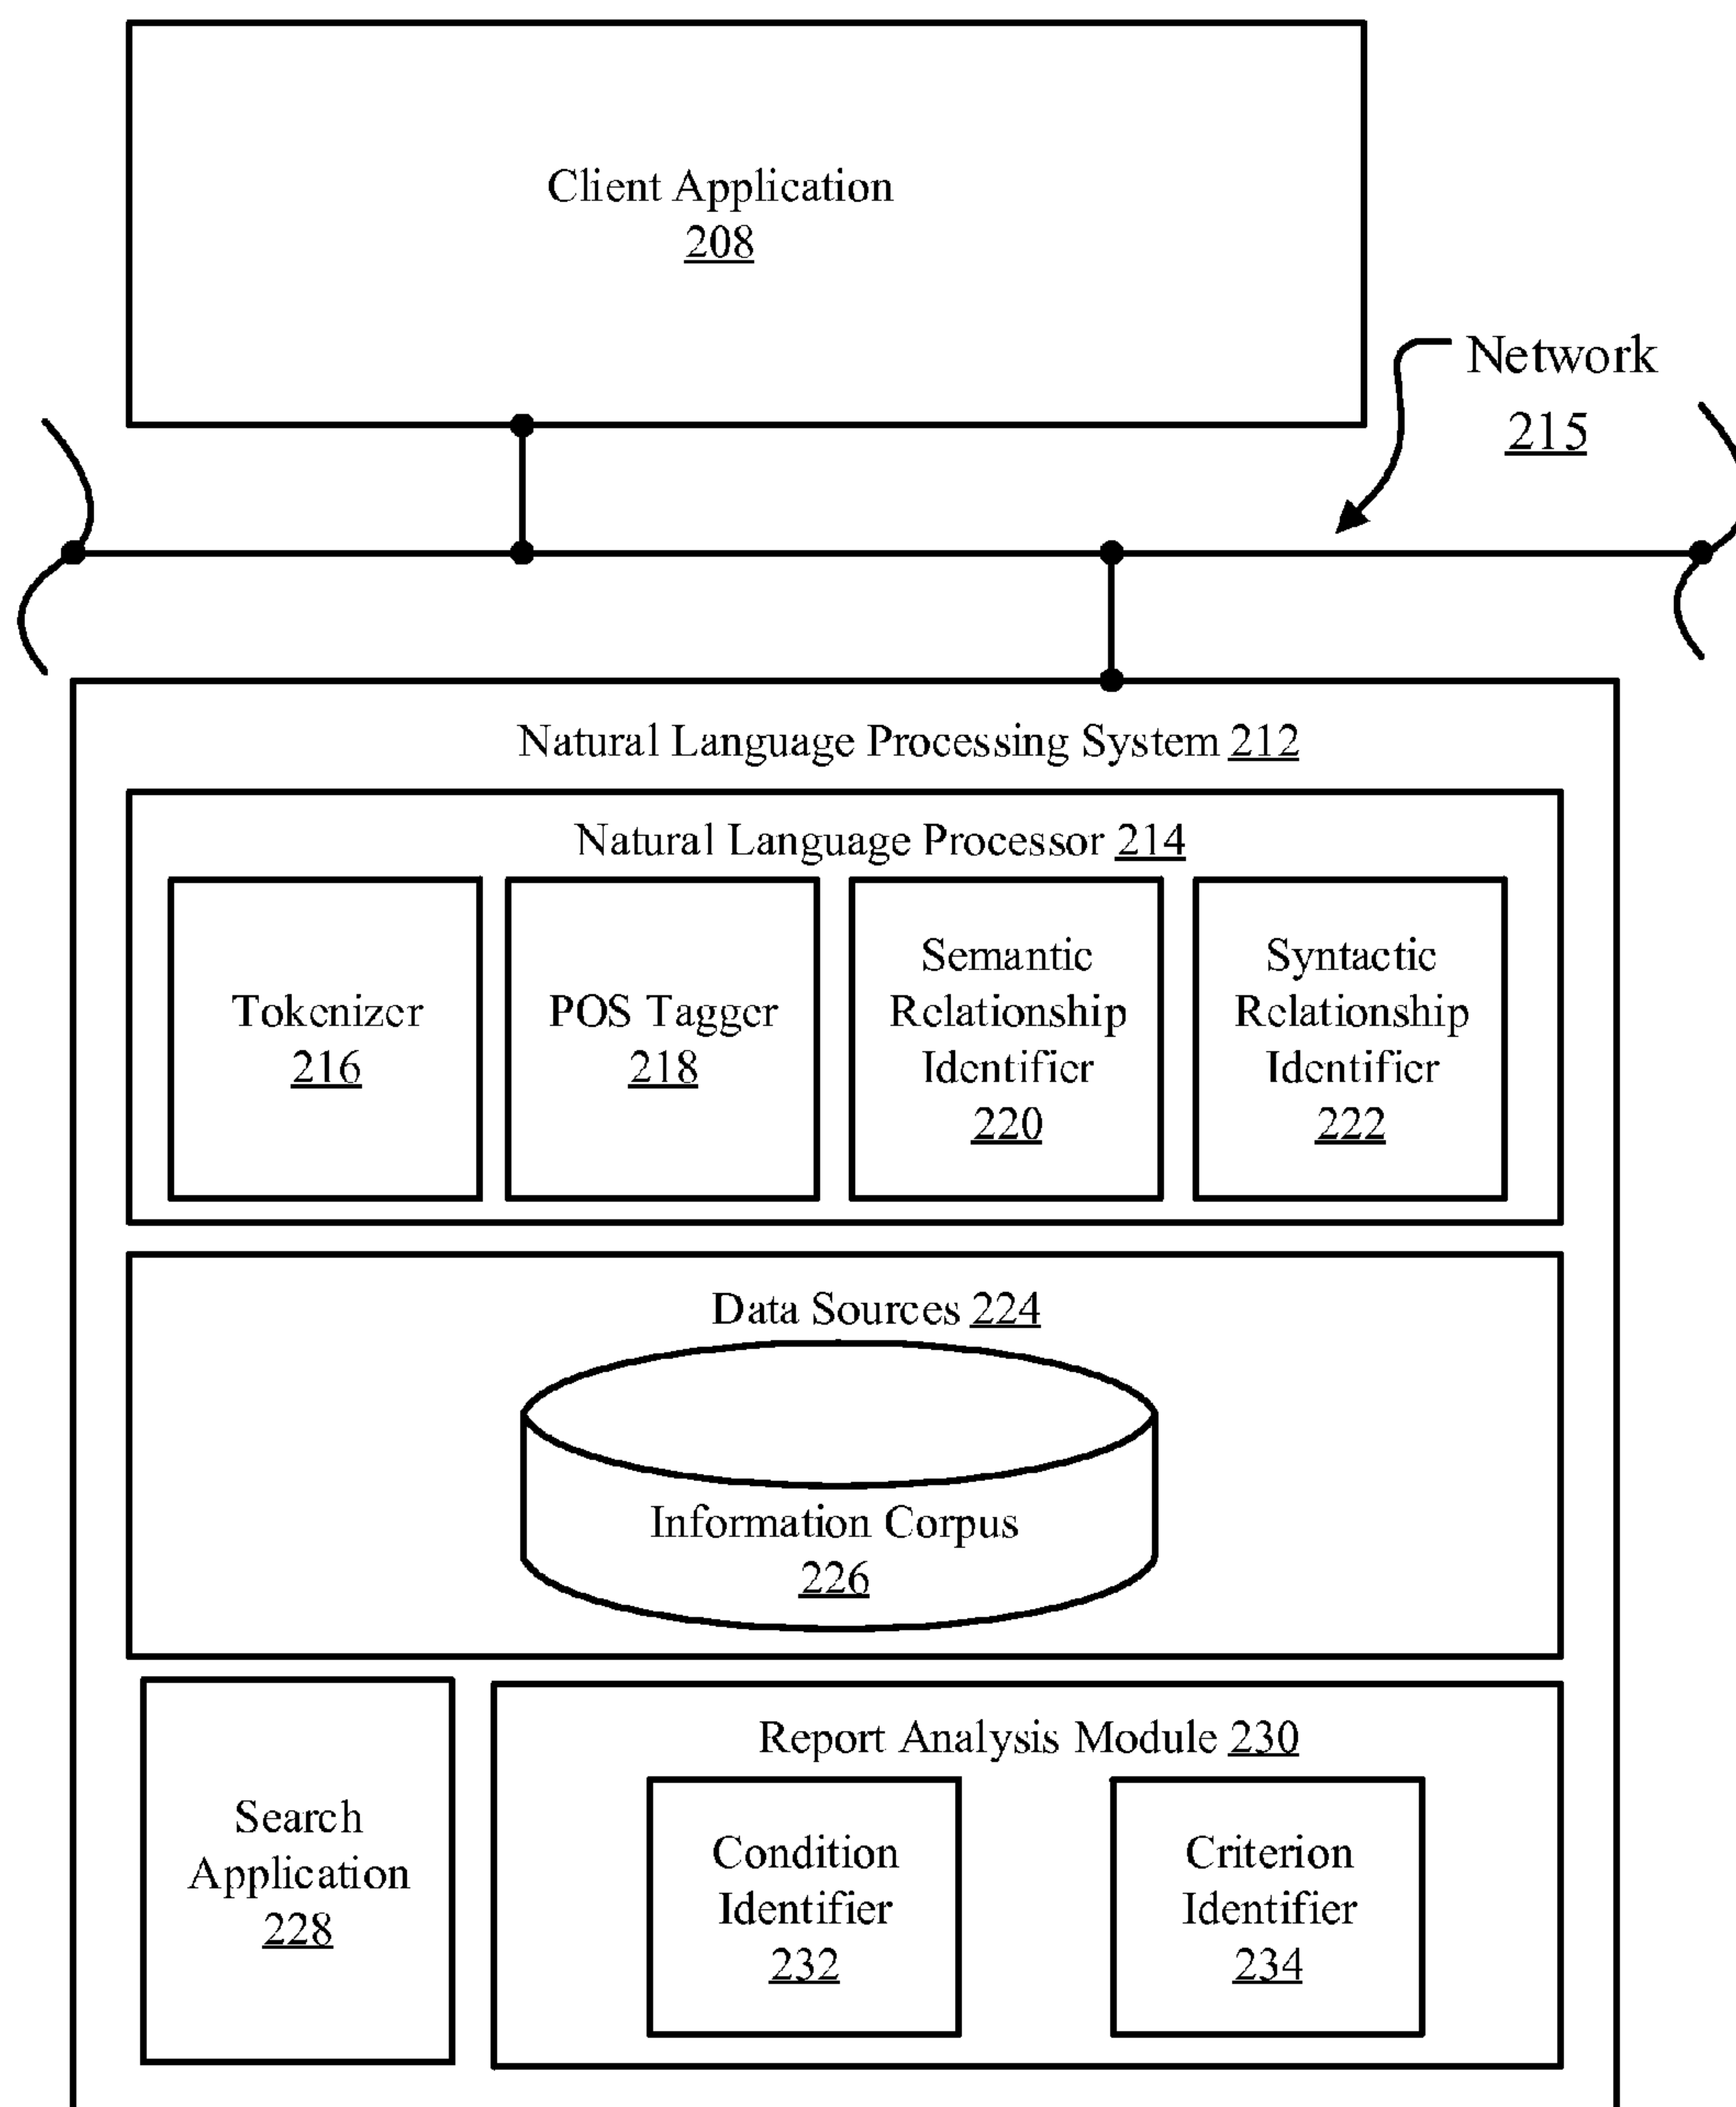 Client Application
208
Network
215
Natural Language Processing System 212
Natural Language Processor 214
Tokenizer
216
POS Tagger
218
Semantic
Relationship
Identifier
220
Syntactic
Relationship
Identifier
222
Data Sources 224
Information Corpus
226
Search
Application
228
Report Analysis Module 230
Condition
Identifier
232
Criterion
Identifier
234